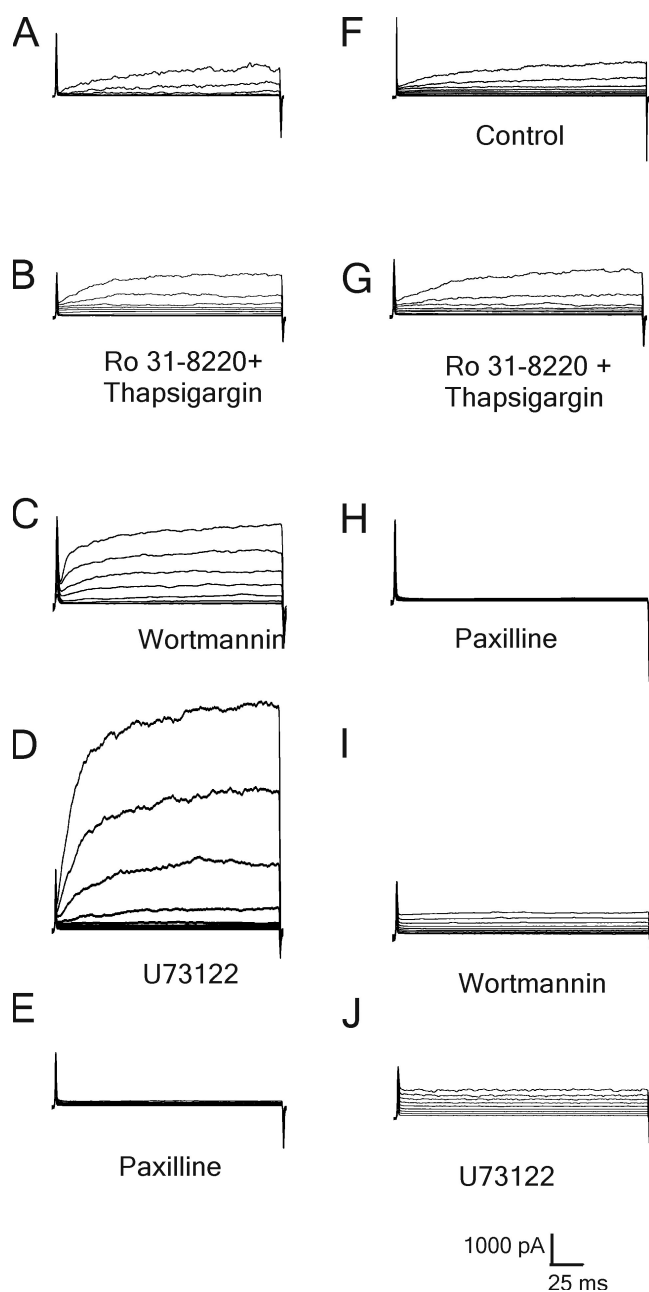 A
F
Control
B
G
Ro 31-8220+
Thapsigargin
Ro 31-8220 +
Thapsigargin
C
H
Wortmannin
Paxilline
D
I
U73122
Wortmannin
E
J
Paxilline
U73122
1000 pA
25 ms